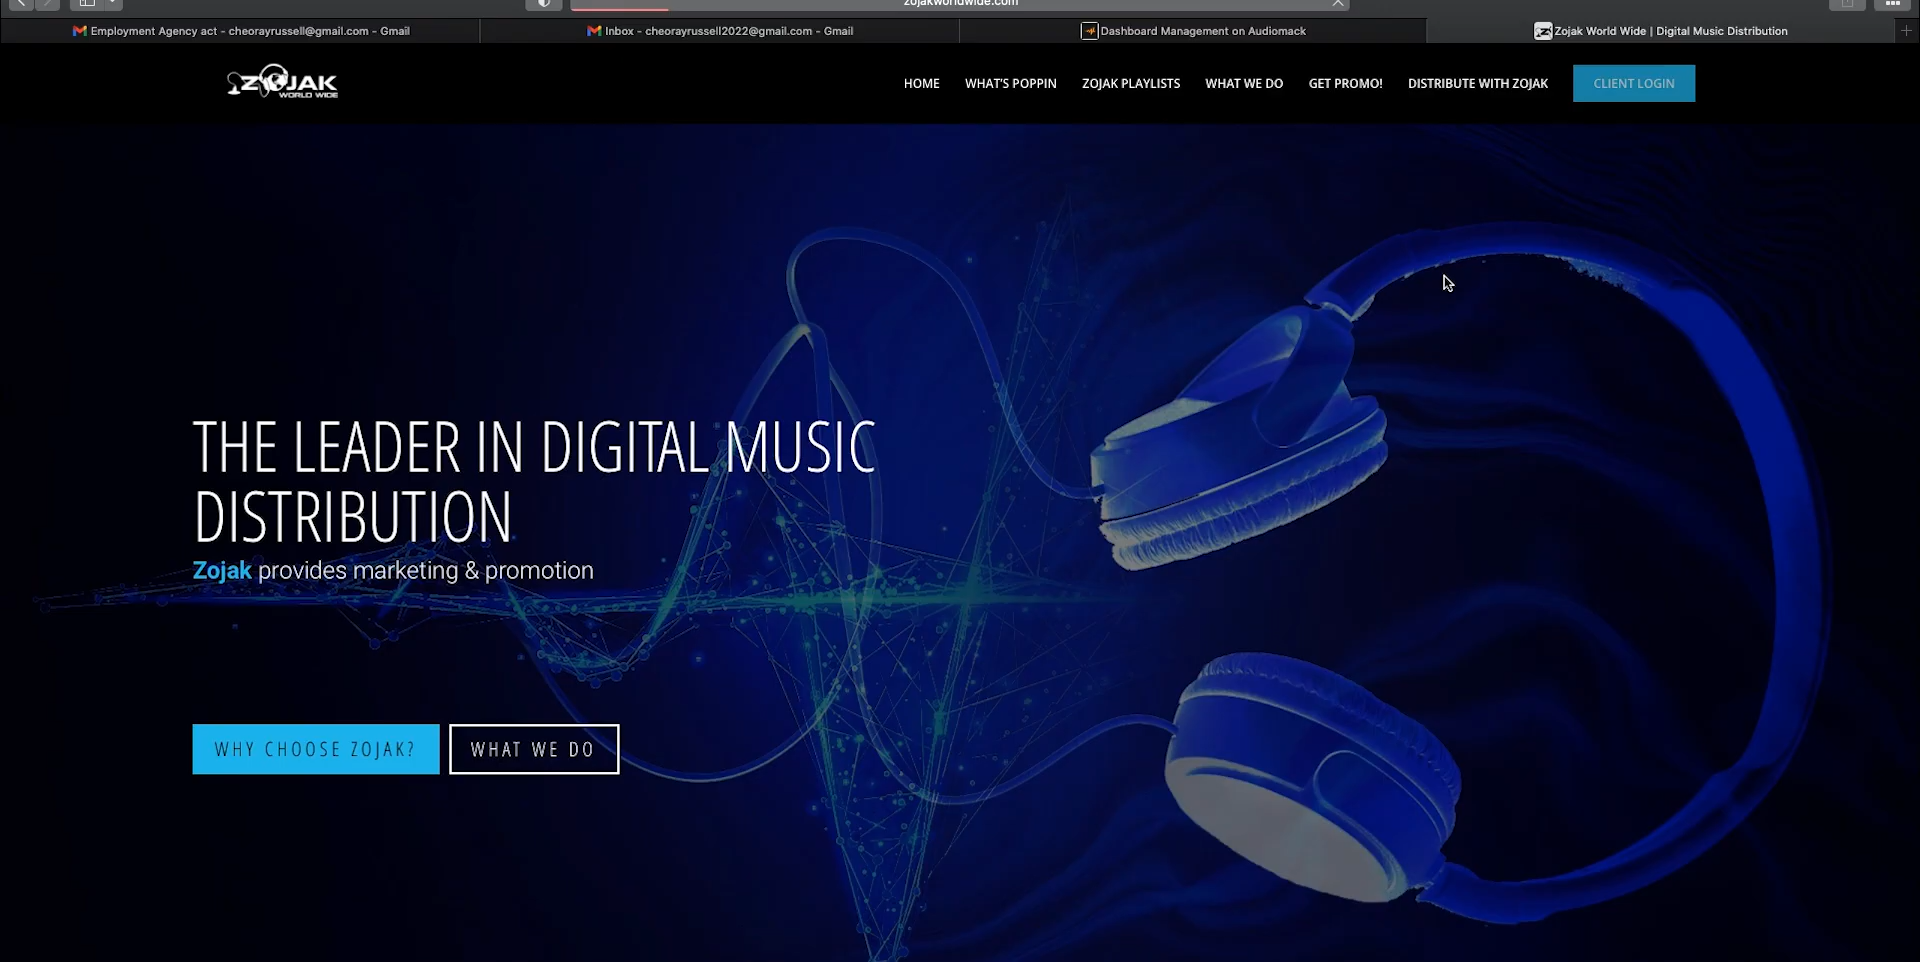 zojakworldwide.com
Employment Agency act - cheorayrussell@gmail.com - Gmail
Inbox - cheorayrussell2022@gmail.com - Gmail
Dashboard Management on Audiomack
Zojak World Wide | Digital Music Distribution
ZOJAK
WORLD WIDE
HOME
WHAT'S POPPIN
ZOJAK PLAYLISTS
WHAT WE DO
GET PROMO!
DISTRIBUTE WITH ZOJAK
CLIENT LOGIN
THE LEADER IN DIGITAL MUSIC
DISTRIBUTION
Zojak provides marketing & promotion
WHY CHOOSE ZOJAK?
WHAT WE DO